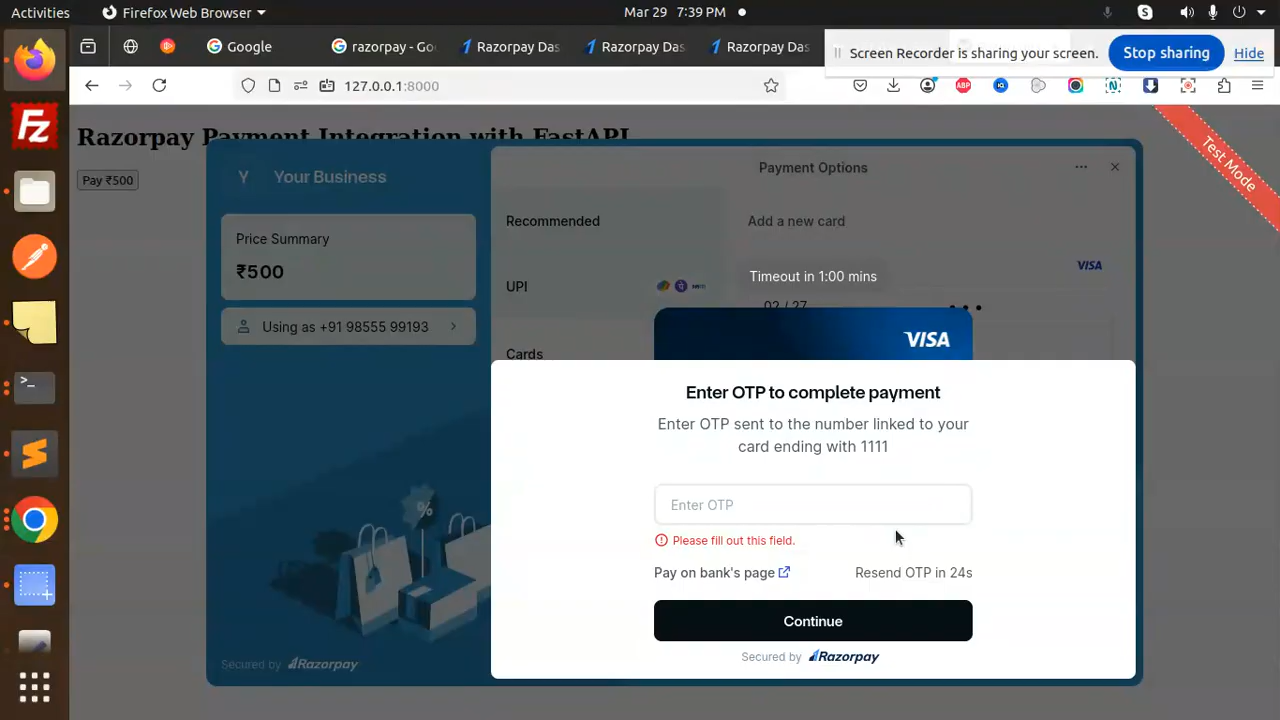 Activities
Firefox Web Browser
Mar 29 7:39 PM
Google
razorpay - Go
Razorpay Das
Razorpay Das
Razorpay Das
Screen Recorder is sharing your screen.
Stop sharing
Hide
127.0.0.1:8000
ABP
Razorpay Payment Integration with FastAPI
Pay ₹500
Test Mode
Y
Your Business
Payment Options
Price Summary
₹500
Using as +91 98555 99193
Recommended
UPI
Cards
Add a new card
VISA
Timeout in 1:00 mins
02 / 27
VISA
Enter OTP to complete payment
Enter OTP sent to the number linked to your
card ending with 1111
Enter OTP
Please fill out this field.
Pay on bank's page
Resend OTP in 24s
Continue
Secured by Razorpay
%
Secured by Razorpay